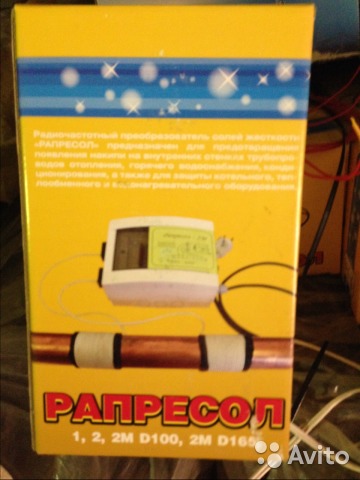 Радиочастотный преобразователь солей жесткости
«РАПРЕСОЛ» предназначен для предотвращения
появления накипи на внутренних стенках трубопро-
водов отопления, горячего водоснабжения, конди-
ционирования, а также для защиты котельного, теп-
лообменного и водонагревательного оборудования.
РАПРЕСОЛ
1, 2, 2М D100, 2М D160
Avito